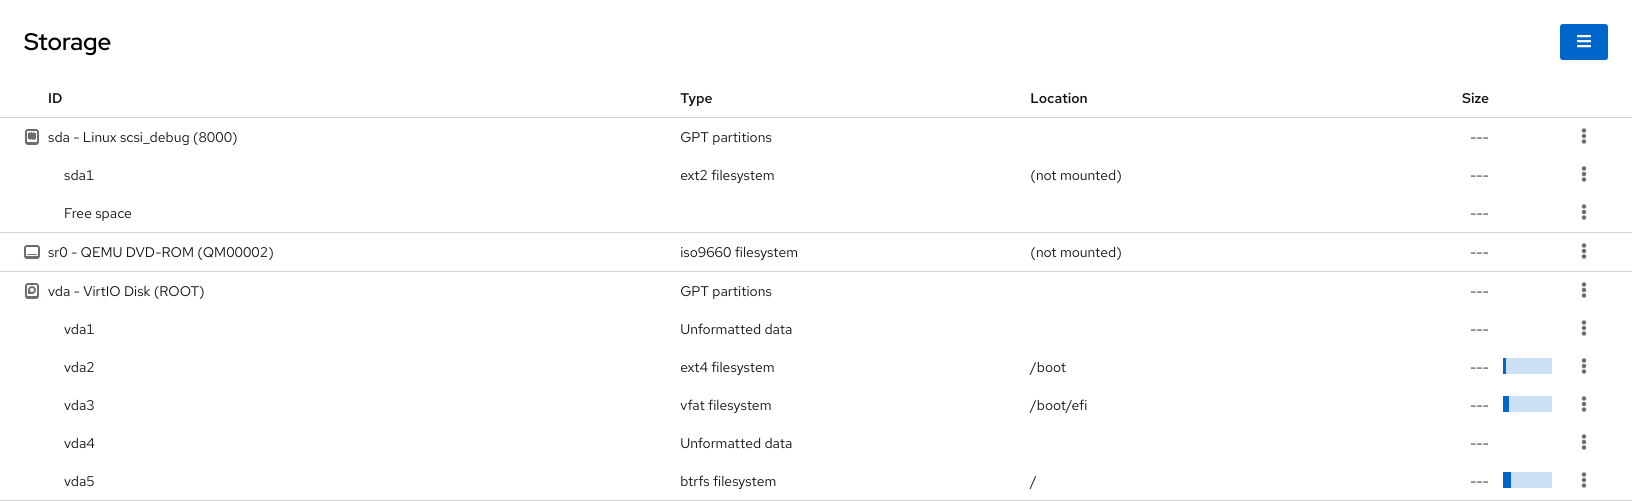 Storage
ID Type Location Size
sda - Linux scsi_debug (8000) GPT partitions ---
sda1 ext2 filesystem (not mounted) ---
Free space ---
sr0 - QEMU DVD-ROM (QM00002) iso9660 filesystem (not mounted) ---
vda - VirtIO Disk (ROOT) GPT partitions ---
vda1 Unformatted data ---
vda2 ext4 filesystem /boot ---
vda3 vfat filesystem /boot/efi ---
vda4 Unformatted data ---
vda5 btrfs filesystem / ---